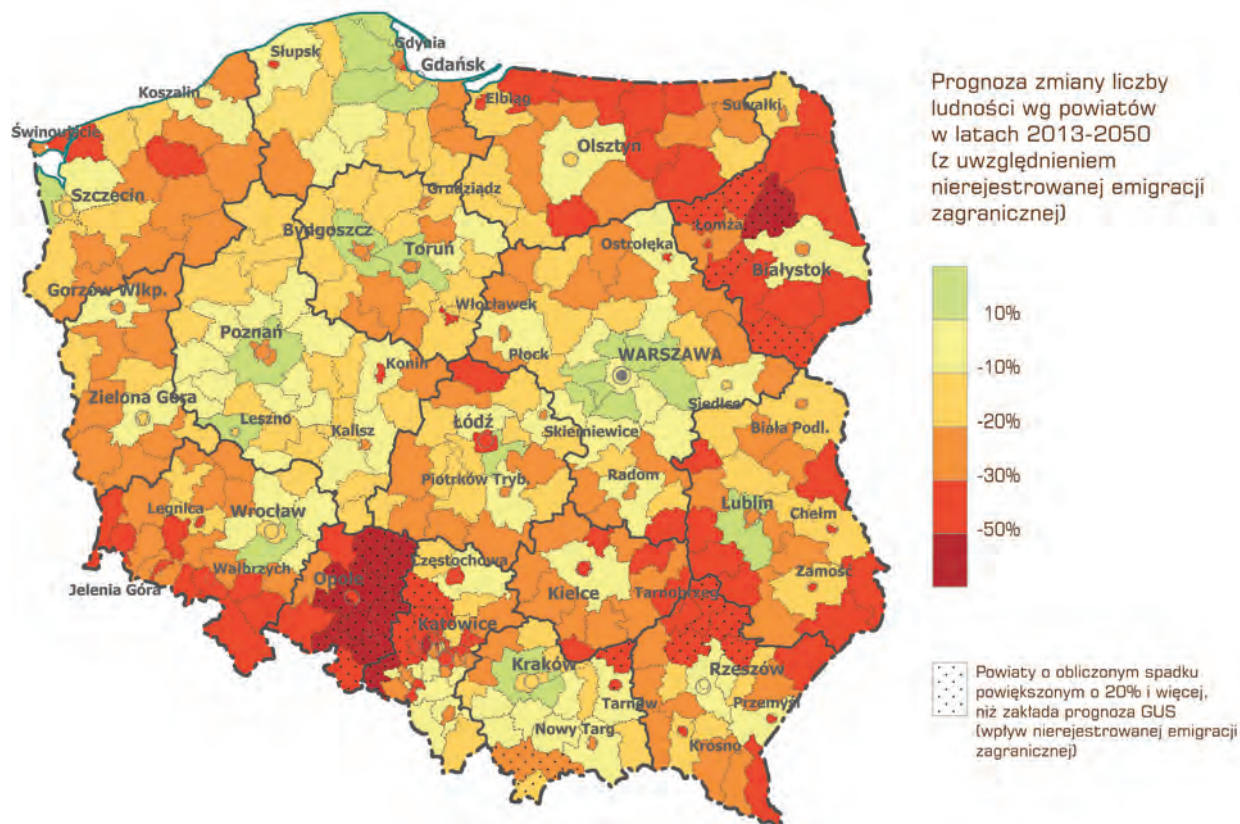 Gdynia
Słupsk
Gdańsk
Koszalin
Elbląg
Suwałki
Świnoujście
Olsztyn
Szczecin
Grudziądz
Łomża
Bydgoszcz
Ostrołęka
Toruń
Białystok
Gorzów Wlkp.
Włocławek
Poznań
Płock
WARSZAWA
Konin
Zielona Góra
Siedlce
Leszno
Łódź
Biała Podl.
Kalisz
Skierniewice
Piotrków Tryb.
Radom
Legnica
Wrocław
Lublin
Chełm
Wałbrzych
Częstochowa
Jelenia Góra
Opole
Kielce
Zamość
Tarnobrzeg
Katowice
Kraków
Rzeszów
Tarnów
Przemyśl
Nowy Targ
Krosno
Prognoza zmiany liczby
ludności wg powiatów
w latach 2013-2050
(z uwzględnieniem
nierejestrowanej emigracji
zagranicznej)
10%
-10%
-20%
-30%
-50%
Powiaty o obliczonym spadku
powiększonym o 20% i więcej,
niż zakłada prognoza GUS
(wpływ nierejestrowanej emigracji
zagranicznej)